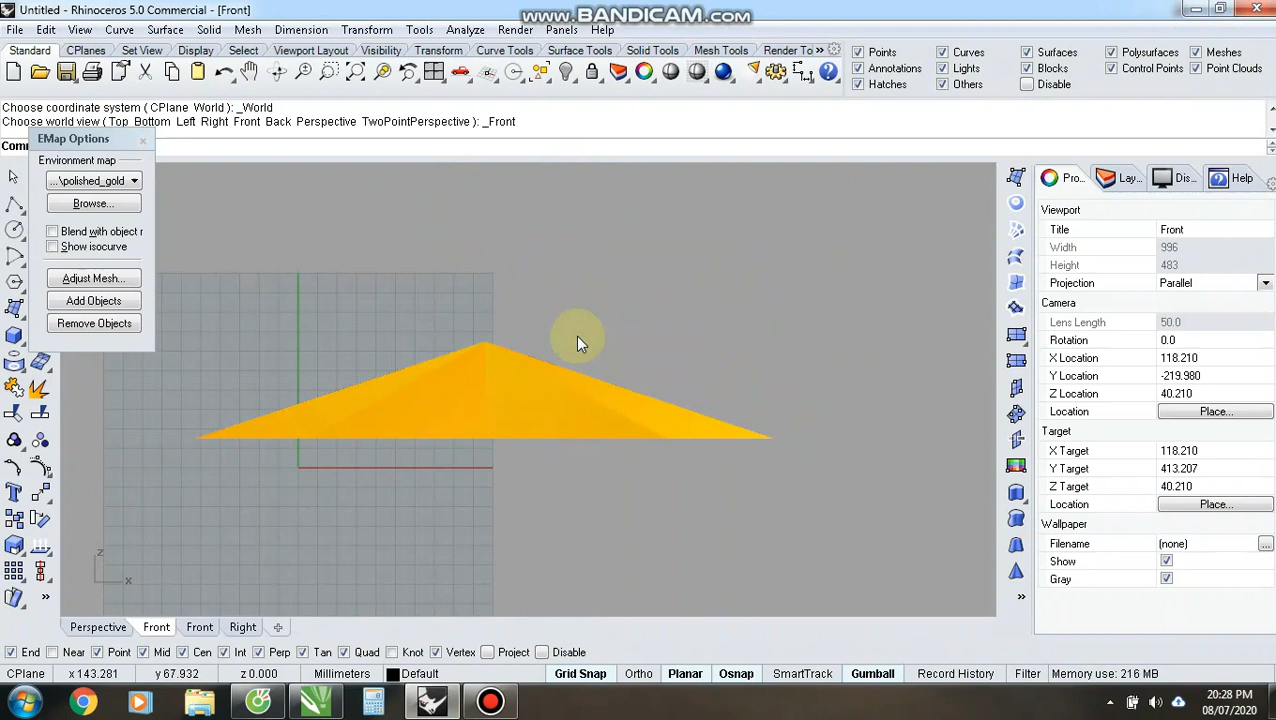 www.BANDICAM.com
Untitled - Rhinoceros 5.0 Commercial - [Front]
File Edit View Curve Surface Solid Mesh Dimension Transform Tools Analyze Render Panels Help
Standard CPlanes Set View Display Select Viewport Layout Visibility Transform Curve Tools Surface Tools Solid Tools Mesh Tools Render To »
Points Curves Surfaces Polysurfaces Meshes
Annotations Lights Blocks Control Points Point Clouds
Hatches Others Disable
Choose coordinate system ( CPlane World ): _World
Choose world view ( Top Bottom Left Right Front Back Perspective TwoPointPerspective ): _Front
Com
EMap Options
Environment map
...\polished_gold
Browse...
Blend with object r
Show isocurve
Adjust Mesh...
Add Objects
Remove Objects
z
x
Pro... Lay... Dis... Help
Viewport
Title Front
Width 996
Height 483
Projection Parallel
Camera
Lens Length 50.0
Rotation 0.0
X Location 118.210
Y Location -219.980
Z Location 40.210
Location Place...
Target
X Target 118.210
Y Target 413.207
Z Target 40.210
Location Place...
Wallpaper
Filename (none) ...
Show
Gray
Perspective Front Front Right
End Near Point Mid Cen Int Perp Tan Quad Knot Vertex Project Disable
CPlane x 143.281 y 67.932 z 0.000 Millimeters Default Grid Snap Ortho Planar Osnap SmartTrack Gumball Record History Filter Memory use: 216 MB
20:28 PM
08/07/2020